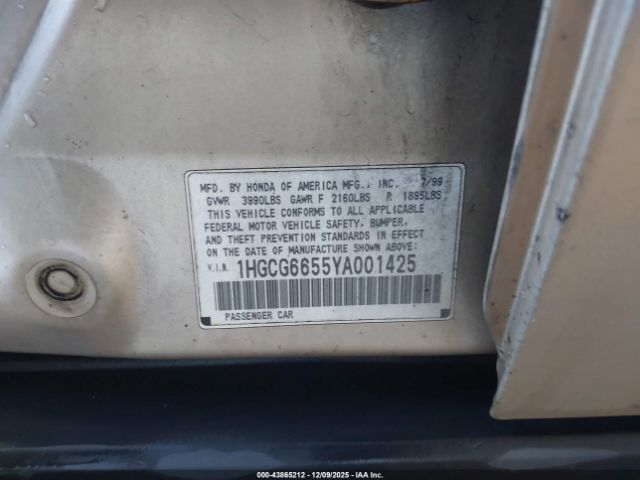 MFD. BY HONDA OF AMERICA MFG., INC. 7/99
GVWR 3990LBS GAWR F 2160LBS R 1895LBS
THIS VEHICLE CONFORMS TO ALL APPLICABLE
FEDERAL MOTOR VEHICLE SAFETY, BUMPER,
AND THEFT PREVENTION STANDARDS IN EFFECT
ON THE DATE OF MANUFACTURE SHOWN ABOVE:
V.I.N. 1HGCG6655YA001425
PASSENGER CAR
© STOCK: 43865212 - 12/09/2025 - IAA Inc.